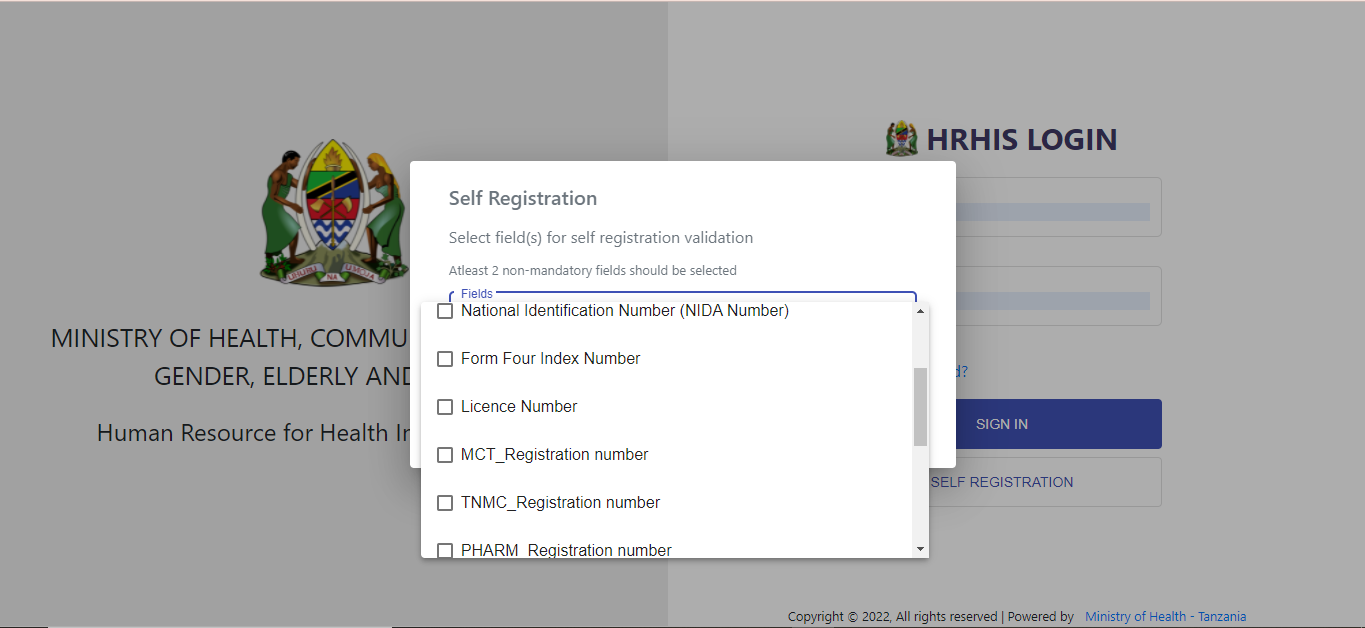 HRHIS LOGIN
Self Registration
Select field(s) for self registration validation
Atleast 2 non-mandatory fields should be selected
Fields
National Identification Number (NIDA Number)
Form Four Index Number
Licence Number
MCT_Registration number
TNMC_Registration number
PHARM_Registration number
UHURU NA UMOJA
MINISTRY OF HEALTH, COMMU
GENDER, ELDERLY AND
Human Resource for Health In
d?
SIGN IN
SELF REGISTRATION
Copyright © 2022, All rights reserved | Powered by Ministry of Health - Tanzania